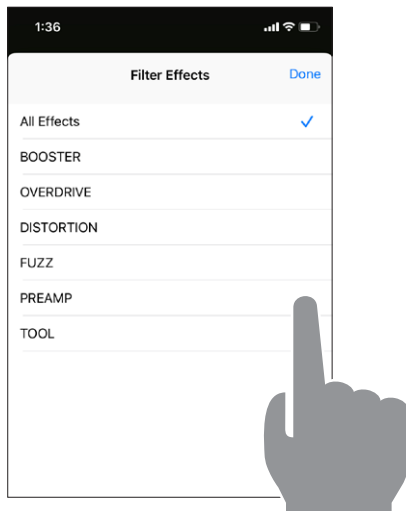 1:36
Filter Effects Done
All Effects
BOOSTER
OVERDRIVE
DISTORTION
FUZZ
PREAMP
TOOL